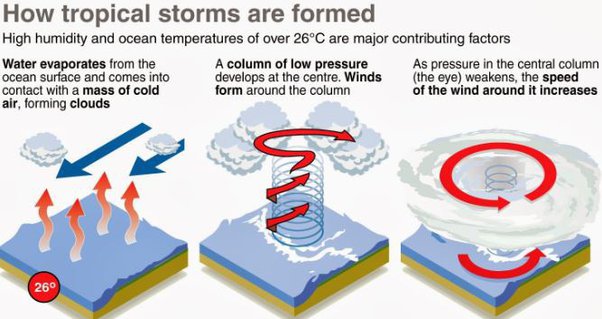 How tropical storms are formed
High humidity and ocean temperatures of over 26°C are major contributing factors
Water evaporates from the
ocean surface and comes into
contact with a mass of cold
air, forming clouds
A column of low pressure
develops at the centre. Winds
form around the column
As pressure in the central column
(the eye) weakens, the speed
of the wind around it increases
26º